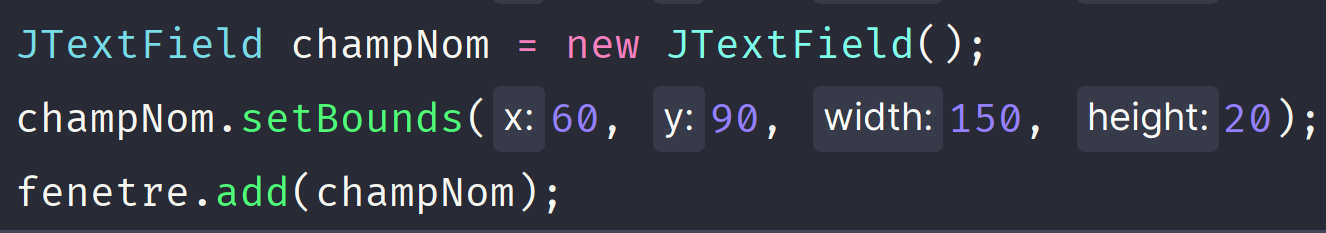 JTextField champNom = new JTextField();
champNom.setBounds( x: 60, y: 90, width: 150, height: 20);
fenetre.add(champNom);